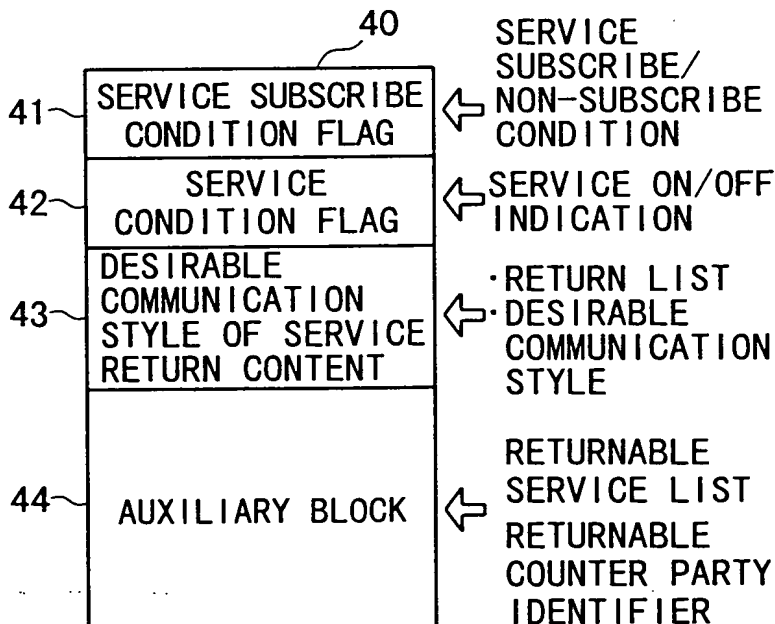 40
41
SERVICE SUBSCRIBE
CONDITION FLAG
SERVICE
SUBSCRIBE/
NON-SUBSCRIBE
CONDITION
42
SERVICE
CONDITION FLAG
SERVICE ON/OFF
INDICATION
43
DESIRABLE
COMMUNICATION
STYLE OF SERVICE
RETURN CONTENT
·RETURN LIST
·DESIRABLE
COMMUNICATION
STYLE
44
AUXILIARY BLOCK
RETURNABLE
SERVICE LIST
RETURNABLE
COUNTER PARTY
IDENTIFIER